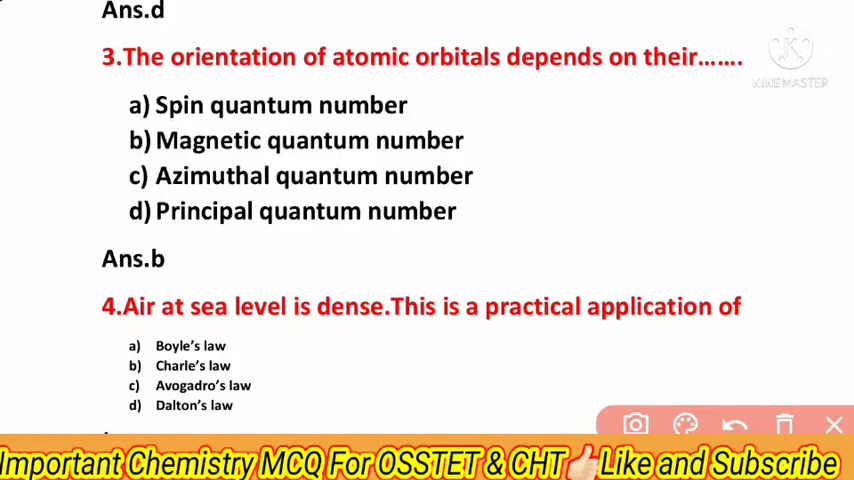 Ans.d
3.The orientation of atomic orbitals depends on their.......
a) Spin quantum number
b) Magnetic quantum number
c) Azimuthal quantum number
d) Principal quantum number
Ans.b
4.Air at sea level is dense.This is a practical application of
a) Boyle's law
b) Charle's law
c) Avogadro's law
d) Dalton's law
Important Chemistry MCQ For OSSTET & CHT👍Like and Subscribe
KINEMASTER